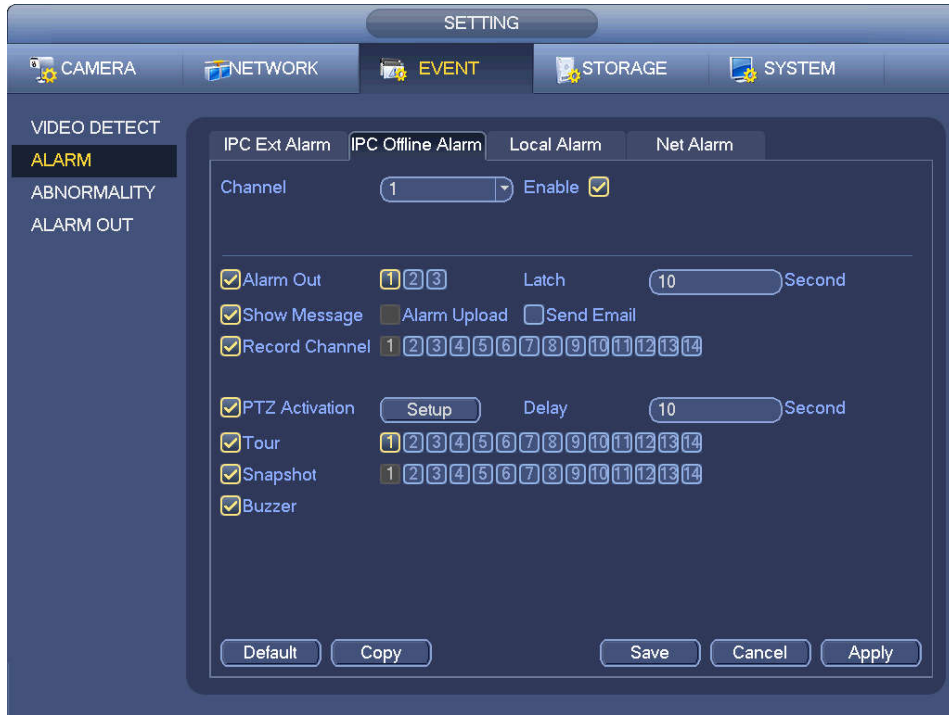 SETTING
CAMERA NETWORK EVENT STORAGE SYSTEM
VIDEO DETECT
ALARM
ABNORMALITY
ALARM OUT
IPC Ext Alarm IPC Offline Alarm Local Alarm Net Alarm
Channel 1 Enable
Alarm Out 1 2 3 Latch 10 Second
Show Message Alarm Upload Send Email
Record Channel 1 2 3 4 5 6 7 8 9 10 11 12 13 14
PTZ Activation Setup Delay 10 Second
Tour 1 2 3 4 5 6 7 8 9 10 11 12 13 14
Snapshot 1 2 3 4 5 6 7 8 9 10 11 12 13 14
Buzzer
Default Copy Save Cancel Apply